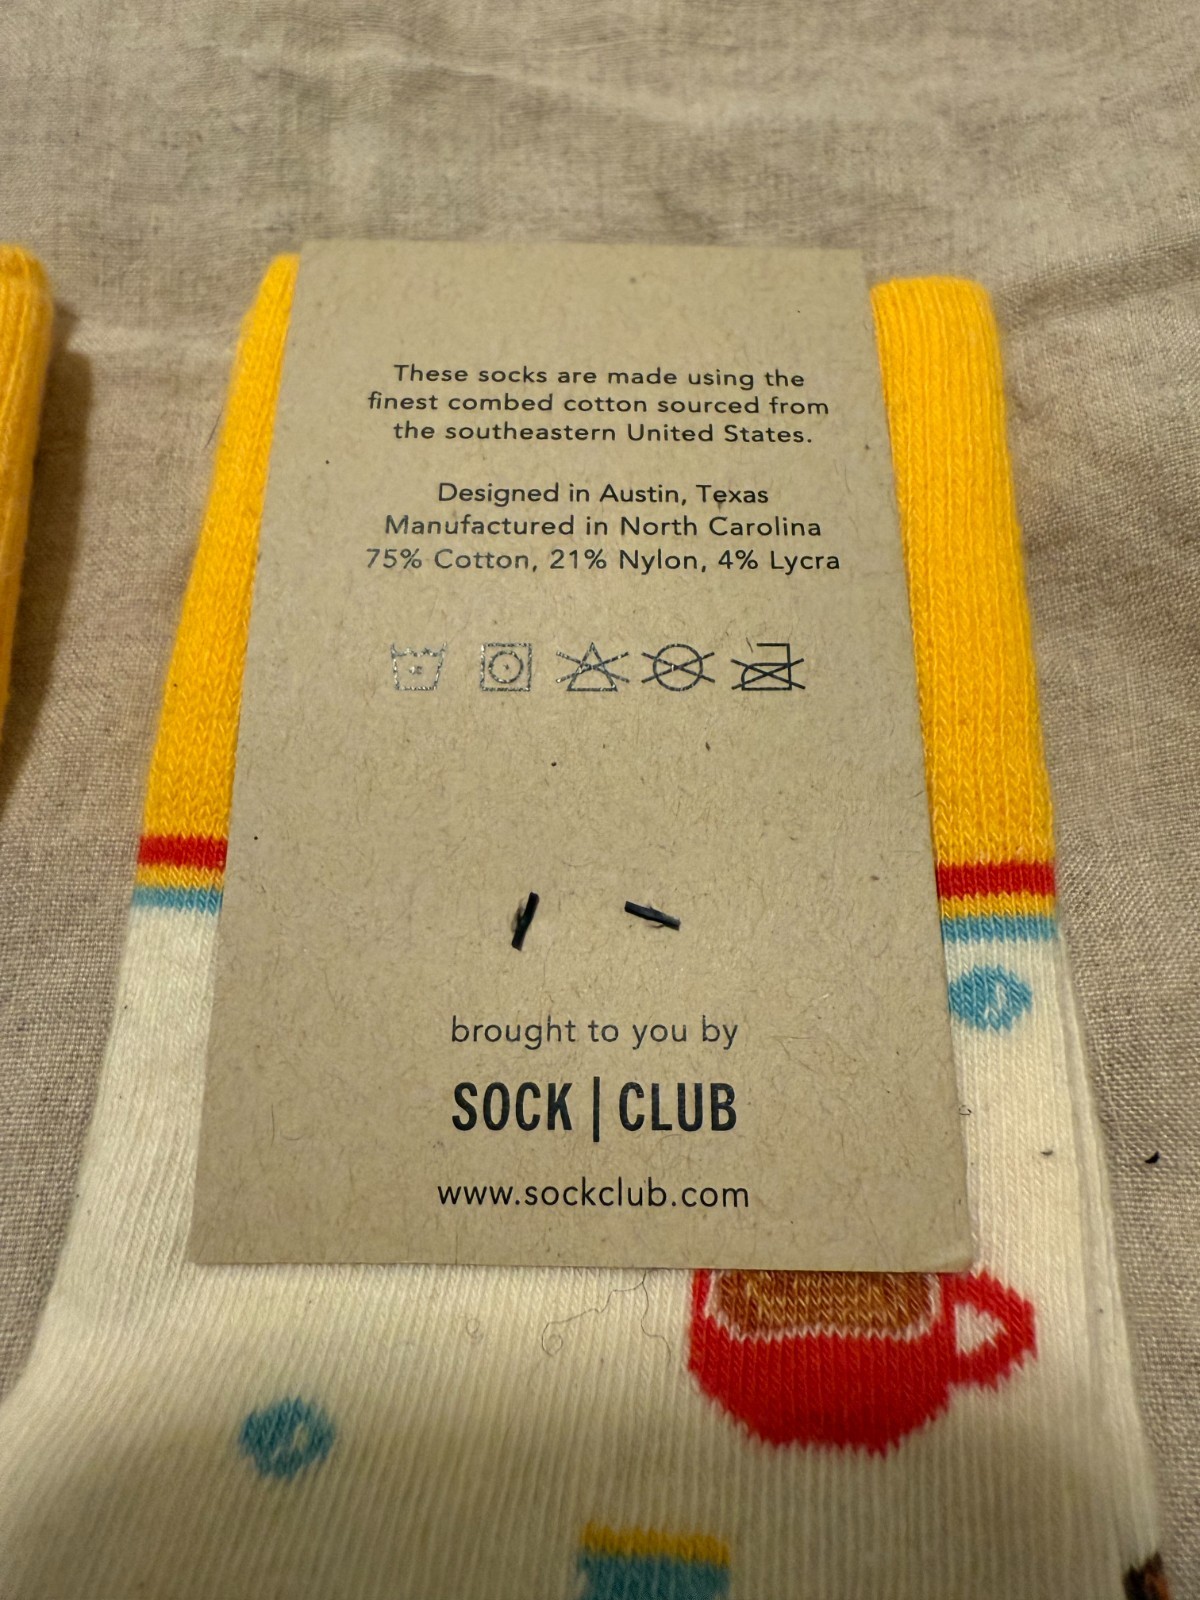 These socks are made using the
finest combed cotton sourced from
the southeastern United States.
Designed in Austin, Texas
Manufactured in North Carolina
75% Cotton, 21% Nylon, 4% Lycra
brought to you by
SOCK | CLUB
www.sockclub.com